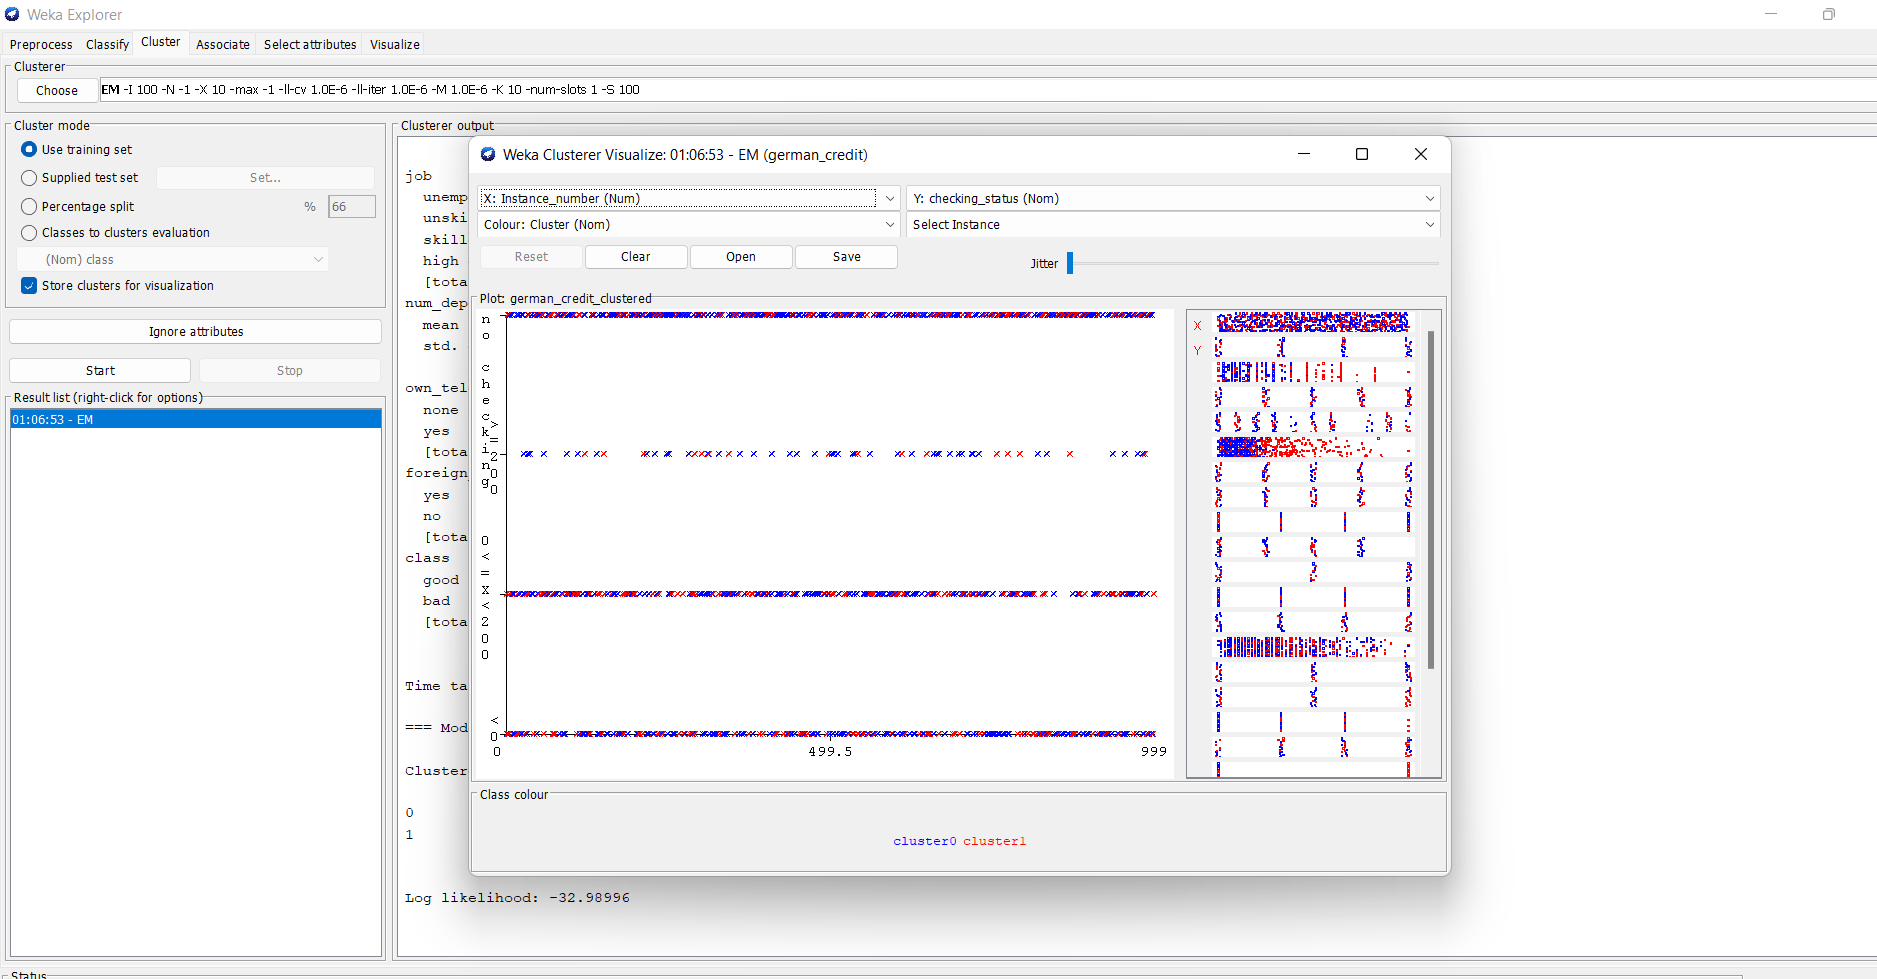 Weka Explorer
Preprocess Classify Cluster Associate Select attributes Visualize
Clusterer
Choose EM -I 100 -N -1 -X 10 -max -1 -ll-cv 1.0E-6 -ll-iter 1.0E-6 -M 1.0E-6 -K 10 -num-slots 1 -S 100
Cluster mode
Use training set
Supplied test set Set...
Percentage split % 66
Classes to clusters evaluation
(Nom) class
Store clusters for visualization
Ignore attributes
Start Stop
Result list (right-click for options)
01:06:53 - EM
Status
Clusterer output
job
unemp
unski
skill
high
[tota
num_dep
mean
std.
own_tel
none
yes
[tota
foreign
yes
no
[tota
class
good
bad
[tota
Time ta
=== Mod
Cluster
0
1
Log likelihood: -32.98996
Weka Clusterer Visualize: 01:06:53 - EM (german_credit)
X: Instance_number (Num) Y: checking_status (Nom)
Colour: Cluster (Nom) Select Instance
Reset Clear Open Save Jitter
Plot: german_credit_clustered
no checking
>=200
0<=X<200
<0
0 499.5 999
X
Y
Class colour
cluster0 cluster1